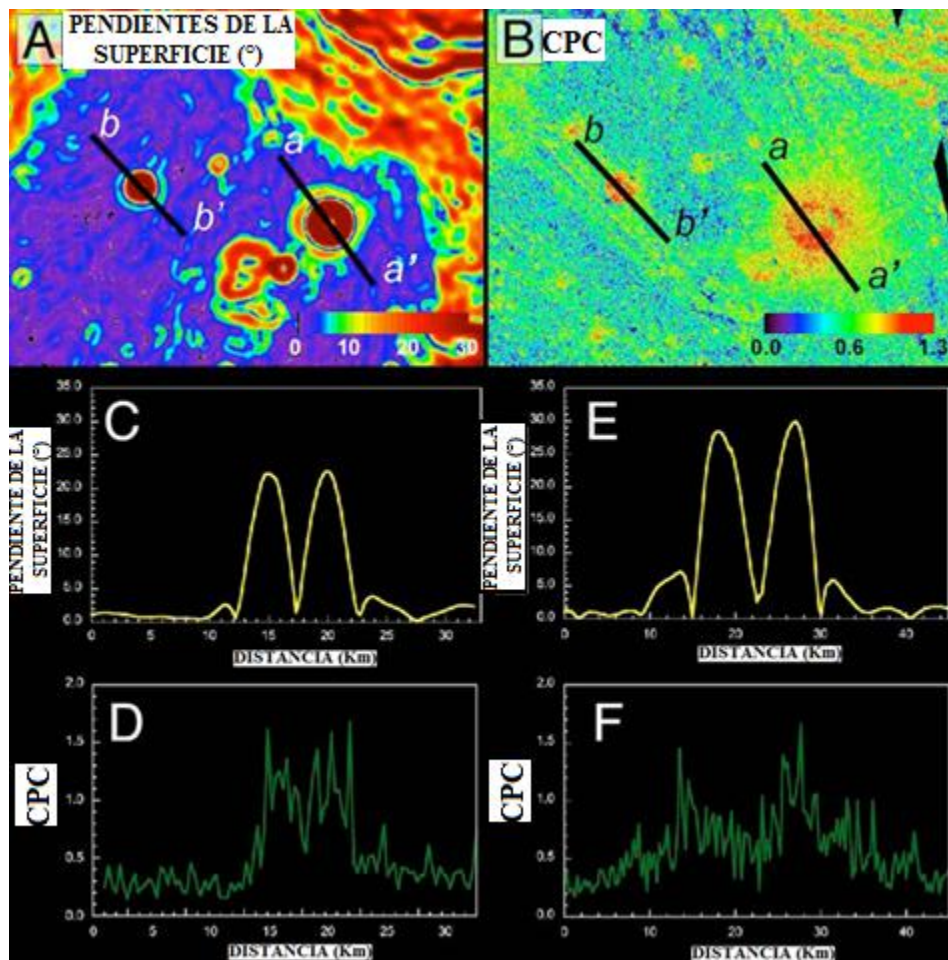 A
PENDIENTES DE LA
SUPERFICIE (°)
b
a
b'
a'
0 10 20 30
B
CPC
b
a
b'
a'
0.0 0.6 1.3
C
PENDIENTE DE LA
SUPERFICIE (°)
35.0
30.0
25.0
20.0
15.0
10.0
5.0
0.0
0 5 10 15 20 25 30
DISTANCIA (Km)
E
PENDIENTE DE LA
SUPERFICIE (°)
35.0
30.0
25.0
20.0
15.0
10.0
5.0
0.0
0 10 20 30 40
DISTANCIA (Km)
D
CPC
2.0
1.5
1.0
0.5
0.0
0 5 10 15 20 25 30
DISTANCIA (Km)
F
CPC
2.0
1.5
1.0
0.5
0.0
0 10 20 30 40
DISTANCIA (Km)